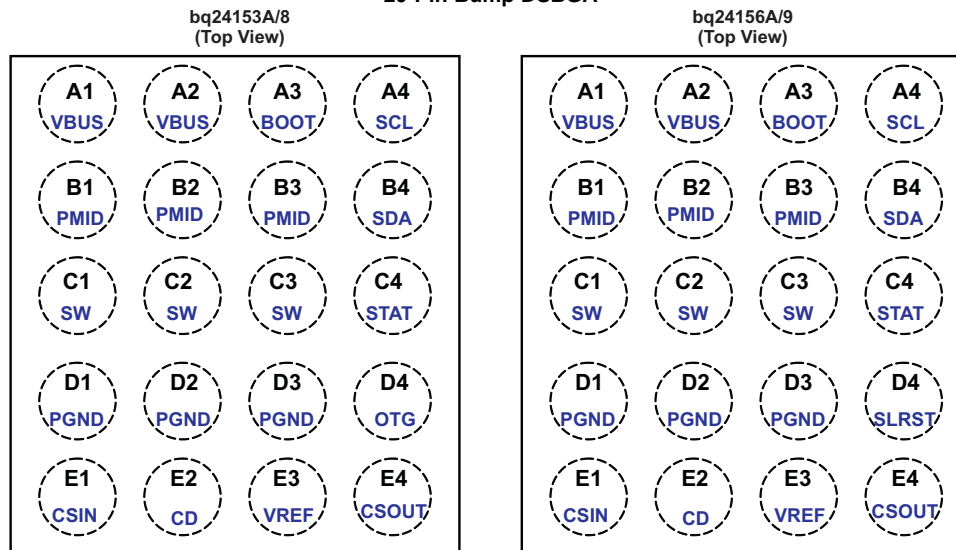 bq24153A/8
(Top View)
A1 A2 A3 A4
VBUS VBUS BOOT SCL
B1 B2 B3 B4
PMID PMID PMID SDA
C1 C2 C3 C4
SW SW SW STAT
D1 D2 D3 D4
PGND PGND PGND OTG
E1 E2 E3 E4
CSIN CD VREF CSOUT
bq24156A/9
(Top View)
A1 A2 A3 A4
VBUS VBUS BOOT SCL
B1 B2 B3 B4
PMID PMID PMID SDA
C1 C2 C3 C4
SW SW SW STAT
D1 D2 D3 D4
PGND PGND PGND SLRST
E1 E2 E3 E4
CSIN CD VREF CSOUT